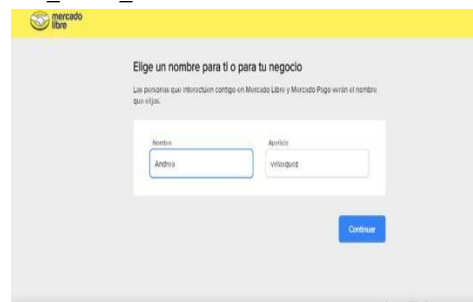 mercado
libre
Elige un nombre para ti o para tu negocio
Las personas que interactúen contigo en Mercado Libre y Mercado Pago verán el nombre
que elijas.
Nombre Apellido
Andrea velasquez
Continuar